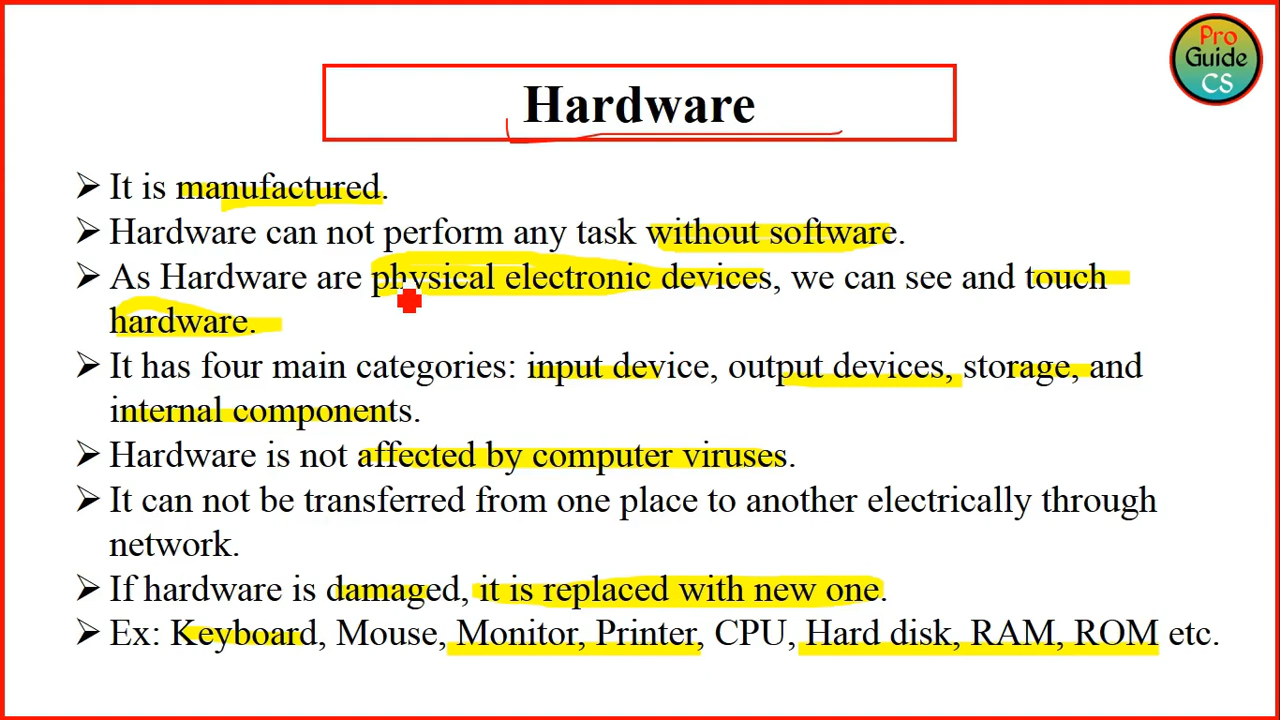 Pro
Guide
CS
Hardware
➢ It is manufactured.
➢ Hardware can not perform any task without software.
➢ As Hardware are physical electronic devices, we can see and touch
hardware.
➢ It has four main categories: input device, output devices, storage, and
internal components.
➢ Hardware is not affected by computer viruses.
➢ It can not be transferred from one place to another electrically through
network.
➢ If hardware is damaged, it is replaced with new one.
➢ Ex: Keyboard, Mouse, Monitor, Printer, CPU, Hard disk, RAM, ROM etc.